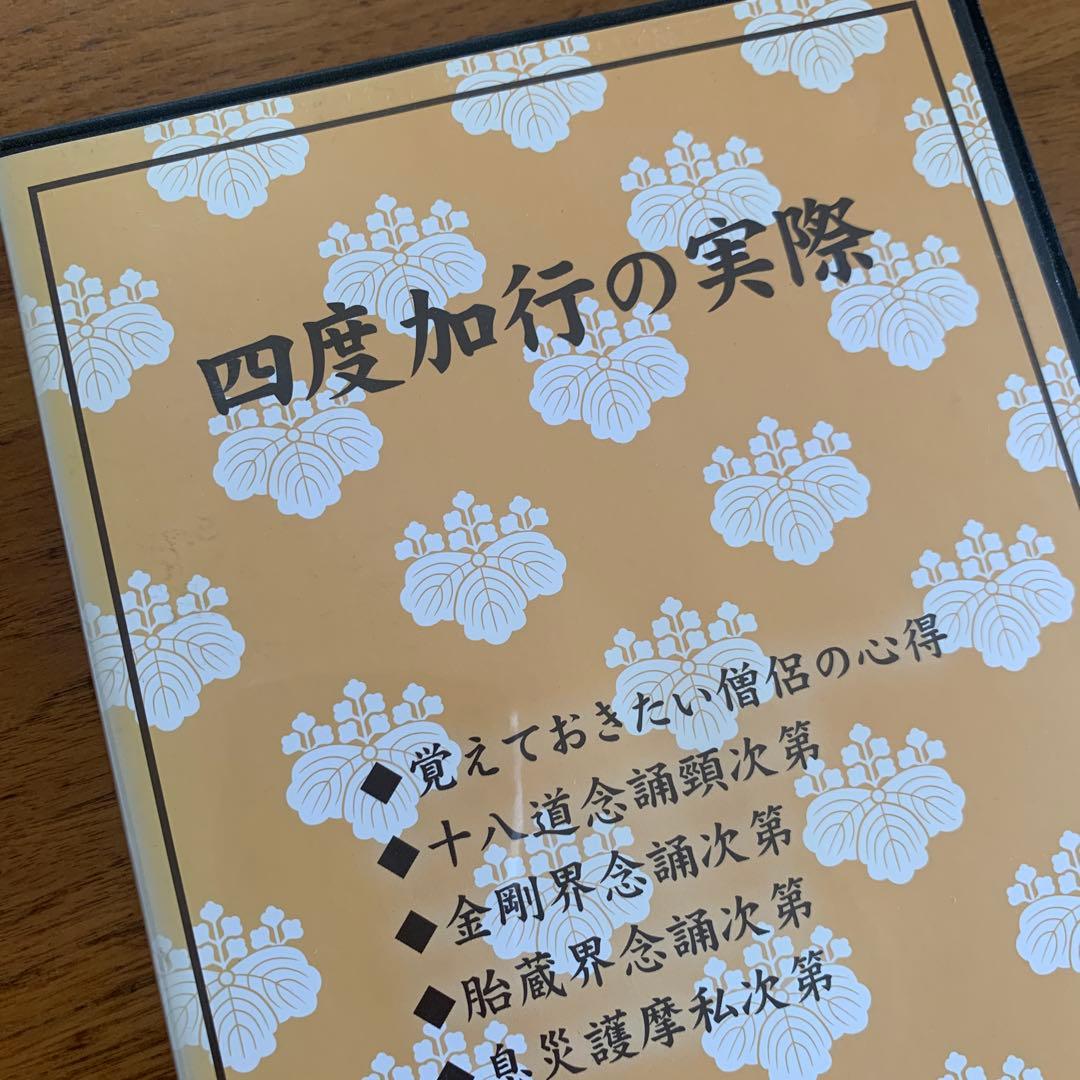 四度加行の実際
◆覚えておきたい僧侶の心得
◆十八道念誦頸次第
◆金剛界念誦次第
◆胎蔵界念誦次第
◆息災護摩私次第